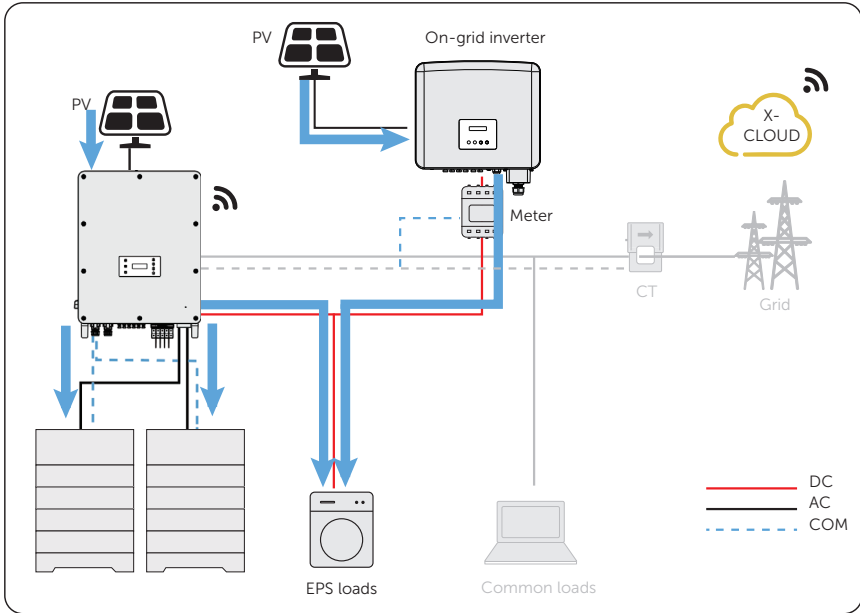 PV
On-grid inverter
PV
X-
CLOUD
Meter
CT
Grid
DC
AC
COM
EPS loads
Common loads